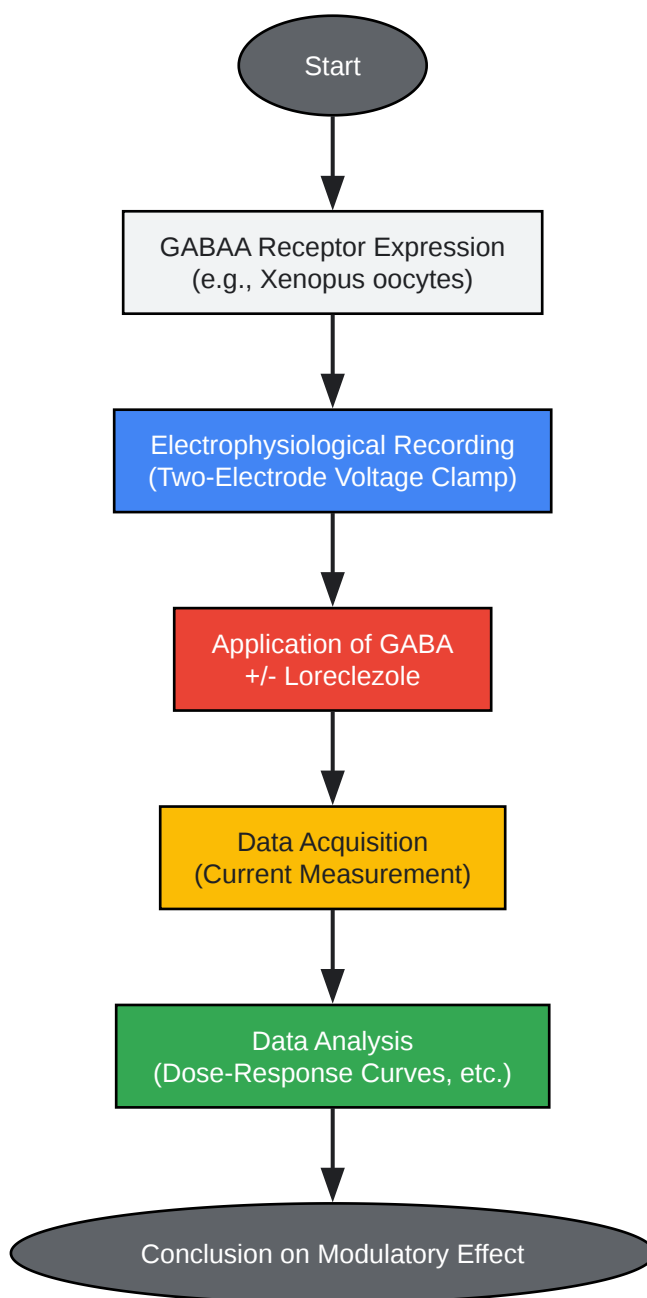 Start
GABAA Receptor Expression
(e.g., Xenopus oocytes)
Electrophysiological Recording
(Two-Electrode Voltage Clamp)
Application of GABA
+/- Loreclezole
Data Acquisition
(Current Measurement)
Data Analysis
(Dose-Response Curves, etc.)
Conclusion on Modulatory Effect